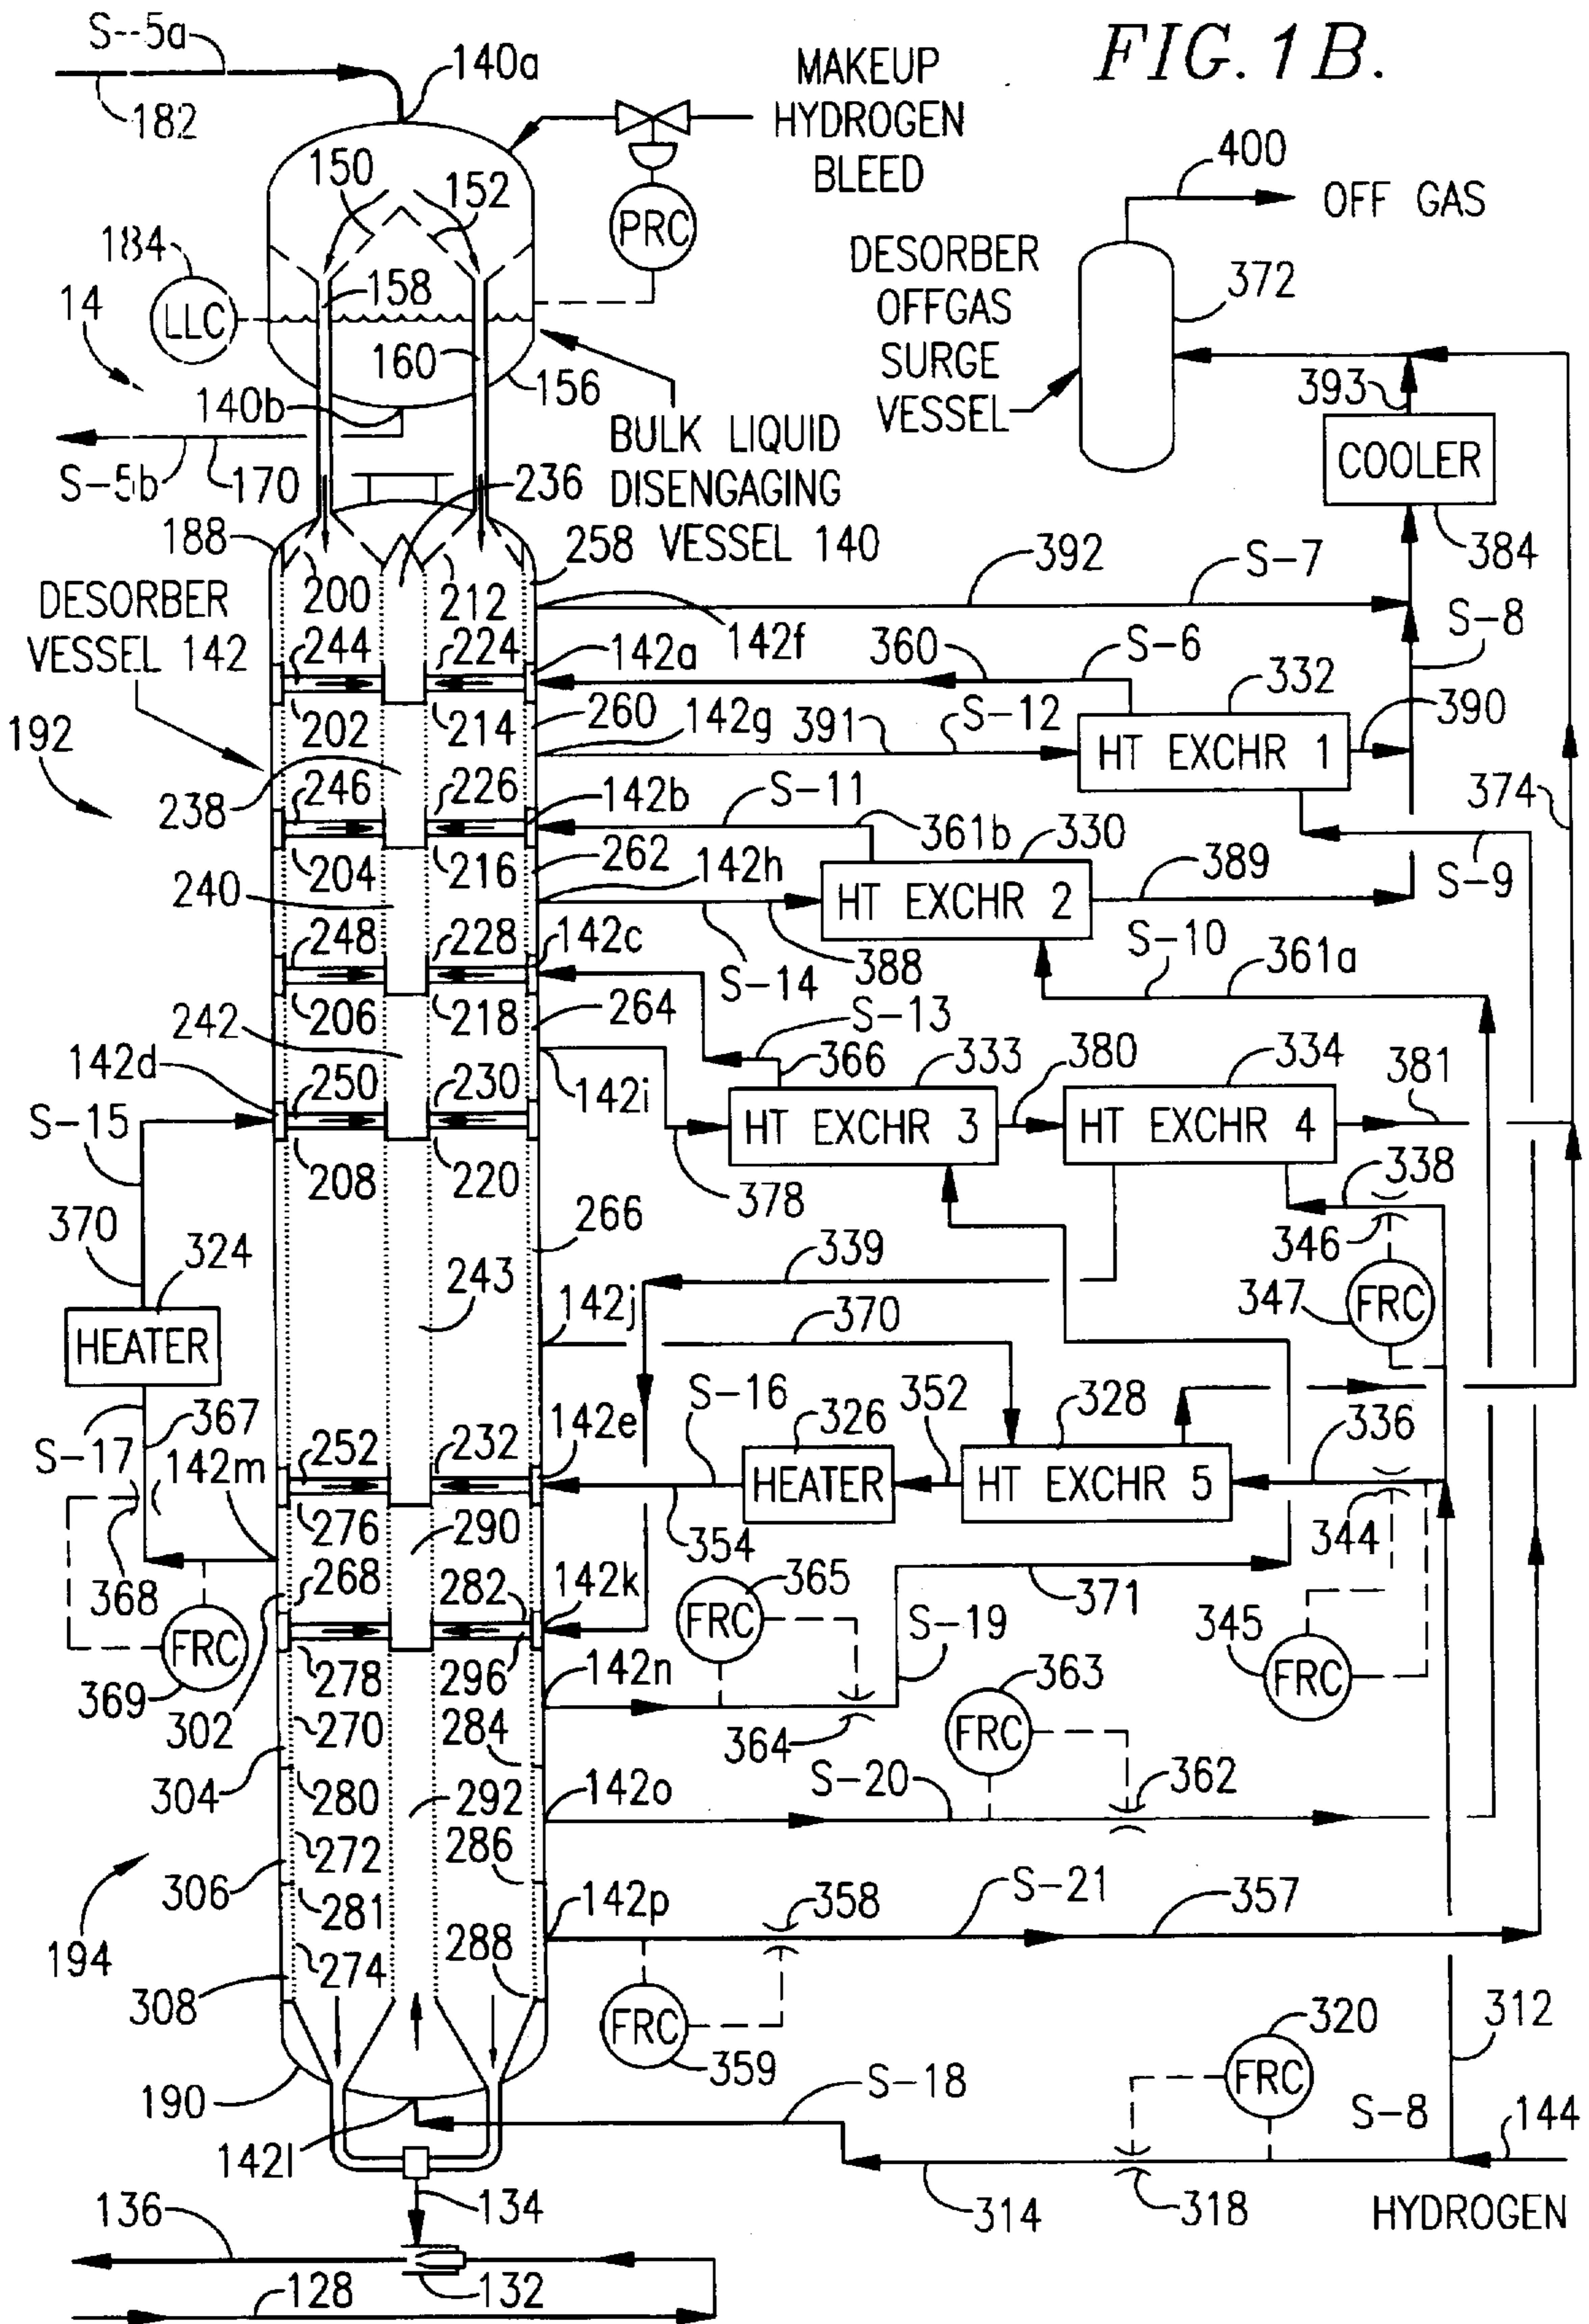 FIG. 1B.
S-5a
140a
182
MAKEUP
HYDROGEN
BLEED
150
152
PRC
184
LLC
158
14
160
156
140b
S-5b
170
BULK LIQUID
DISENGAGING
VESSEL 140
400
OFF GAS
DESORBER
OFFGAS
SURGE
VESSEL
372
393
COOLER
384
236
188
258
200
212
392
S-7
DESORBER
VESSEL 142
142f
S-8
244
224
142a
360
S-6
332
202
214
260
142g
391
S-12
HT EXCHR 1
390
192
238
246
226
142b
S-11
361b
330
374
204
216
262
142h
HT EXCHR 2
389
S-9
240
248
228
142c
S-14
388
S-10
361a
206
218
264
S-13
242
366
333
380
334
381
142d
250
230
142i
HT EXCHR 3
HT EXCHR 4
S-15
208
220
378
338
370
266
346
324
339
243
142j
370
347
FRC
HEATER
S-16
326
352
328
336
367
S-17
142m
252
232
142e
HEATER
HT EXCHR 5
276
290
354
344
368
268
282
142k
365
371
FRC
FRC
S-19
345
369
278
296
142n
363
FRC
302
270
284
364
FRC
304
280
292
142o
S-20
362
272
286
306
281
142p
358
S-21
357
194
274
288
308
FRC
359
320
312
FRC
190
S-18
S-8
144
142l
134
314
318
HYDROGEN
136
132
128